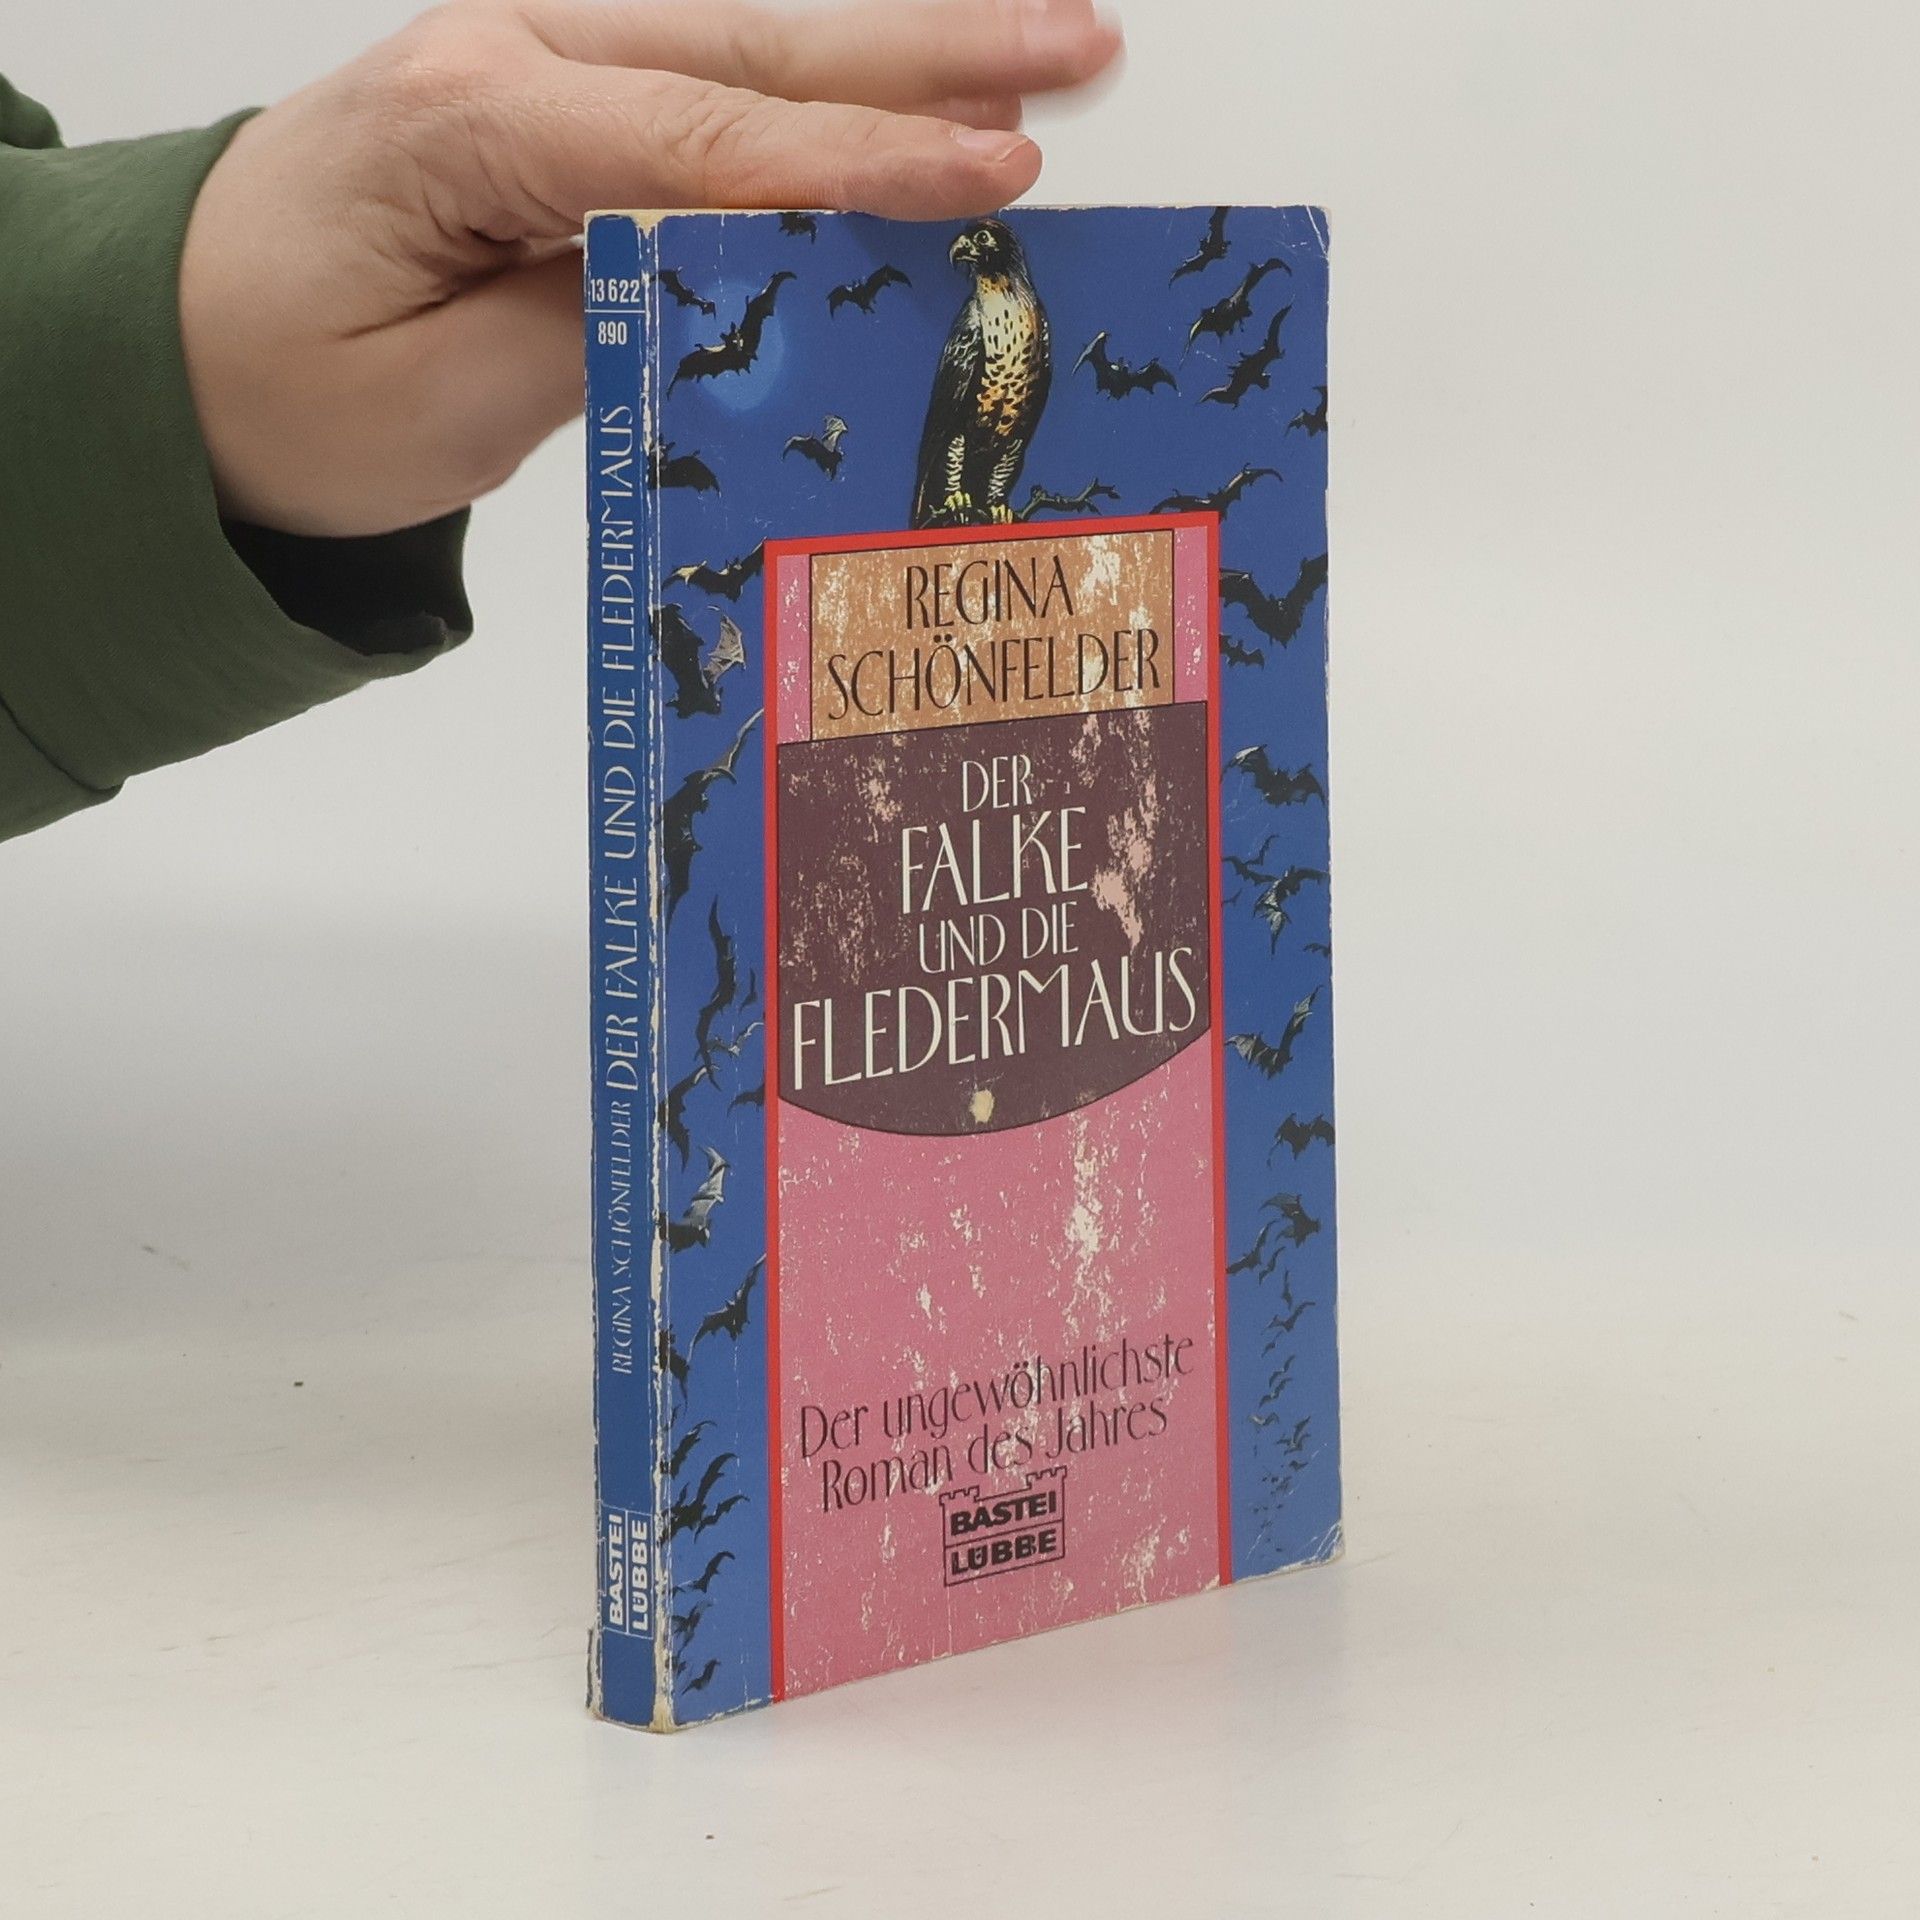 13 622
890
REGINA SCHÖNFELDER DER FALKE UND DIE FLEDERMAUS
BASTEI
LÜBBE
REGINA
SCHÖNFELDER
DER
FALKE
UND DIE
FLEDERMAUS
Der ungewöhnlichste
Roman des Jahres
BASTEI
LÜBBE